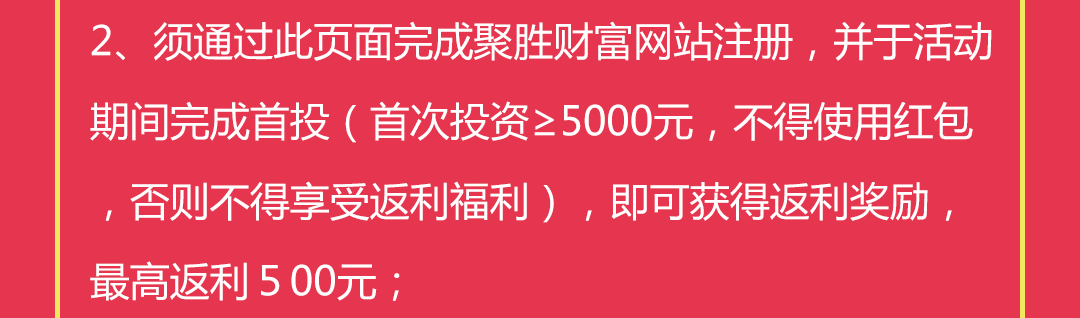 2、须通过此页面完成聚胜财富网站注册，并于活动
期间完成首投（首次投资≥5000元，不得使用红包
，否则不得享受返利福利），即可获得返利奖励，
最高返利５00元；